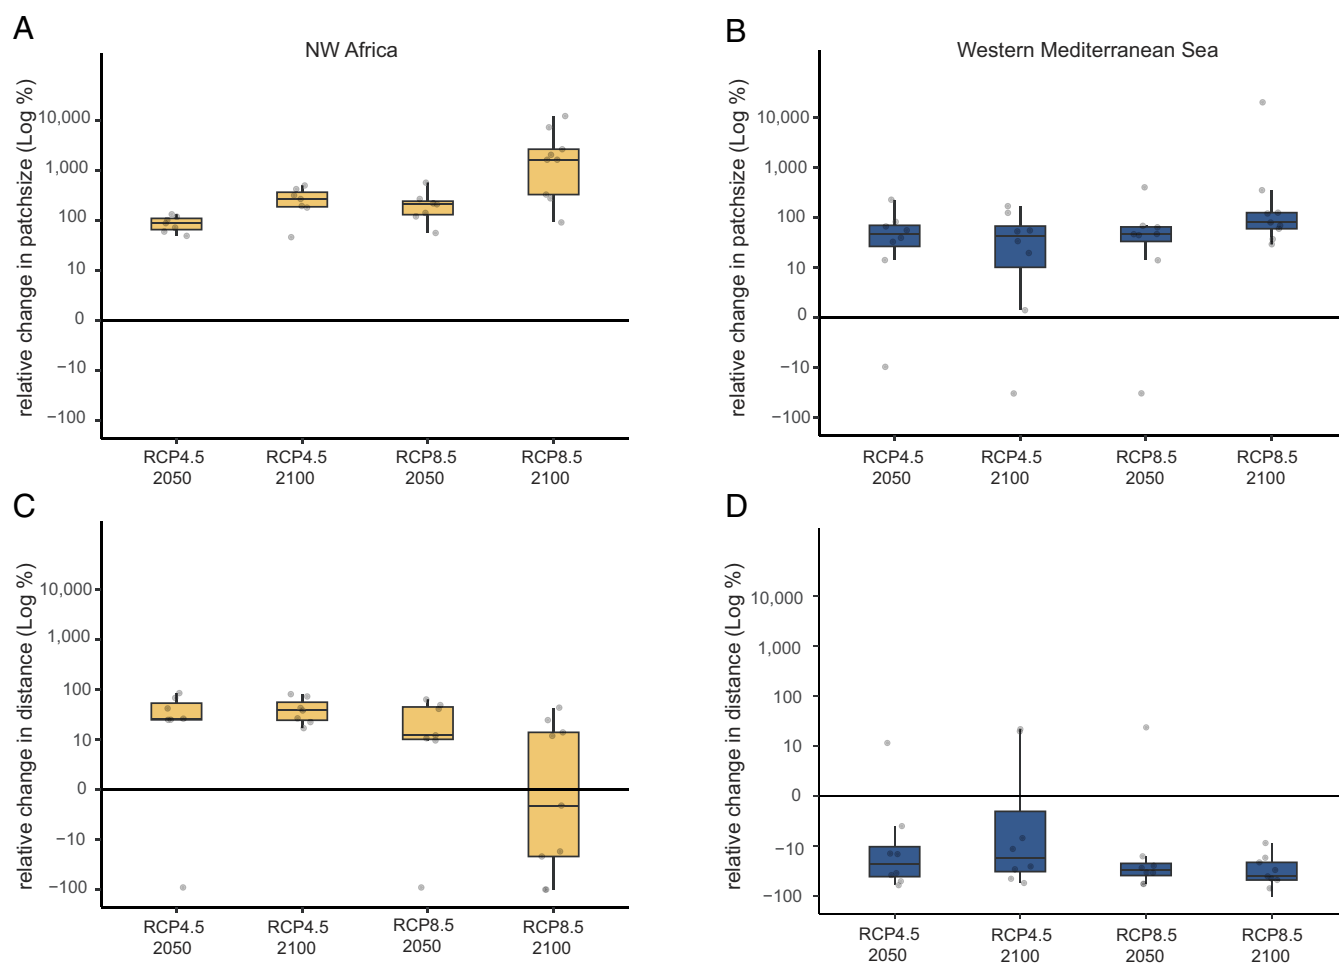 A
NW Africa
relative change in patchsize (Log %)
10,000
1,000
100
10
0
−10
−100
RCP4.5 2050
RCP4.5 2100
RCP8.5 2050
RCP8.5 2100
B
Western Mediterranean Sea
relative change in patchsize (Log %)
10,000
1,000
100
10
0
−10
−100
RCP4.5 2050
RCP4.5 2100
RCP8.5 2050
RCP8.5 2100
C
relative change in distance (Log %)
10,000
1,000
100
10
0
−10
−100
RCP4.5 2050
RCP4.5 2100
RCP8.5 2050
RCP8.5 2100
D
relative change in distance (Log %)
10,000
1,000
100
10
0
−10
−100
RCP4.5 2050
RCP4.5 2100
RCP8.5 2050
RCP8.5 2100